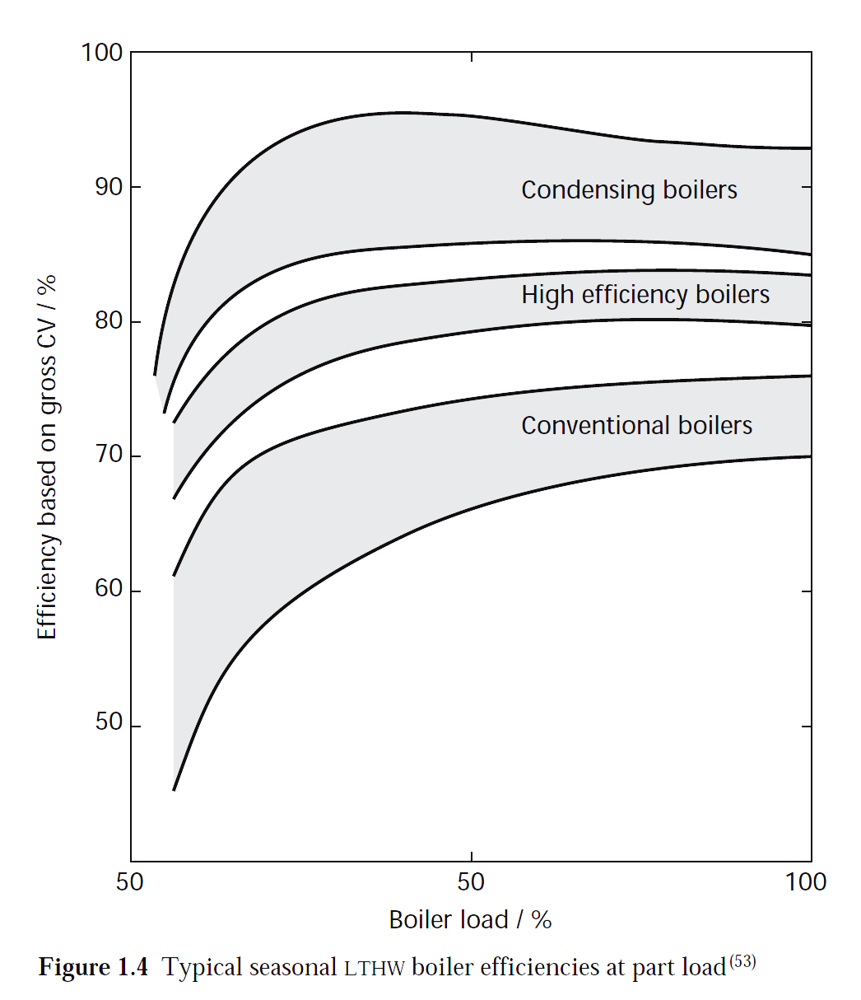 100
90
80
70
60
50
Efficiency based on gross CV / %
Condensing boilers
High efficiency boilers
Conventional boilers
50 50 100
Boiler load / %
Figure 1.4 Typical seasonal LTHW boiler efficiencies at part load(53)